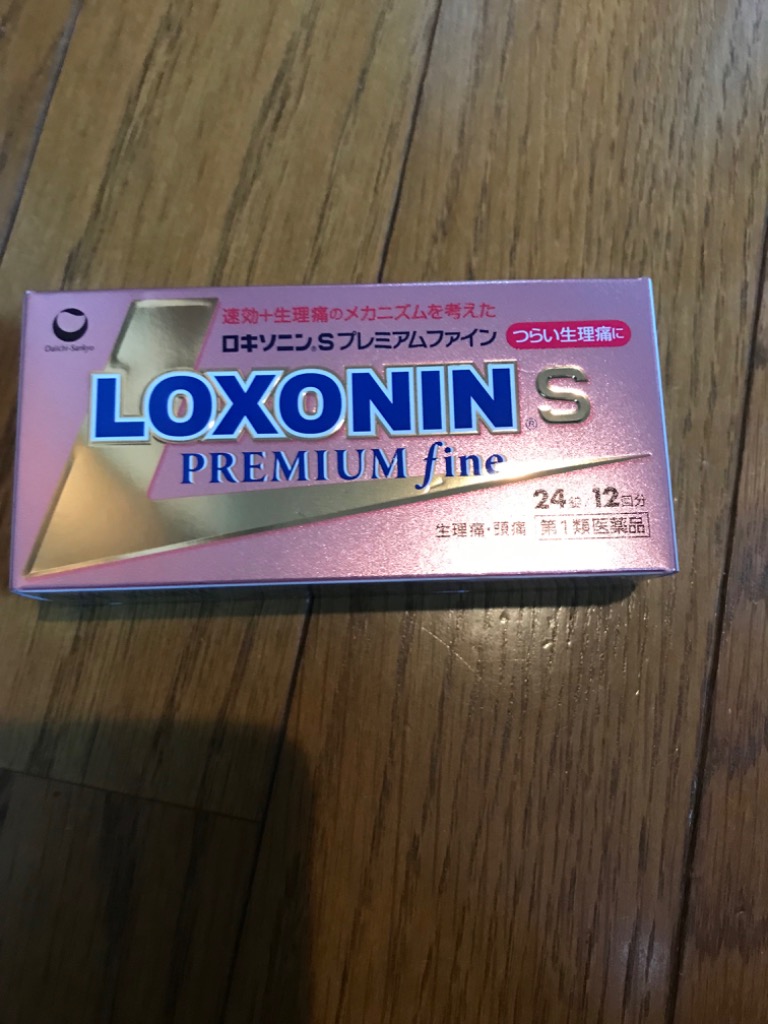 速効+生理痛のメカニズムを考えた
ロキソニン®Sプレミアムファイン
つらい生理痛に
Daiichi-Sankyo
LOXONIN®S
PREMIUM fine
24錠/12回分
生理痛・頭痛 第1類医薬品